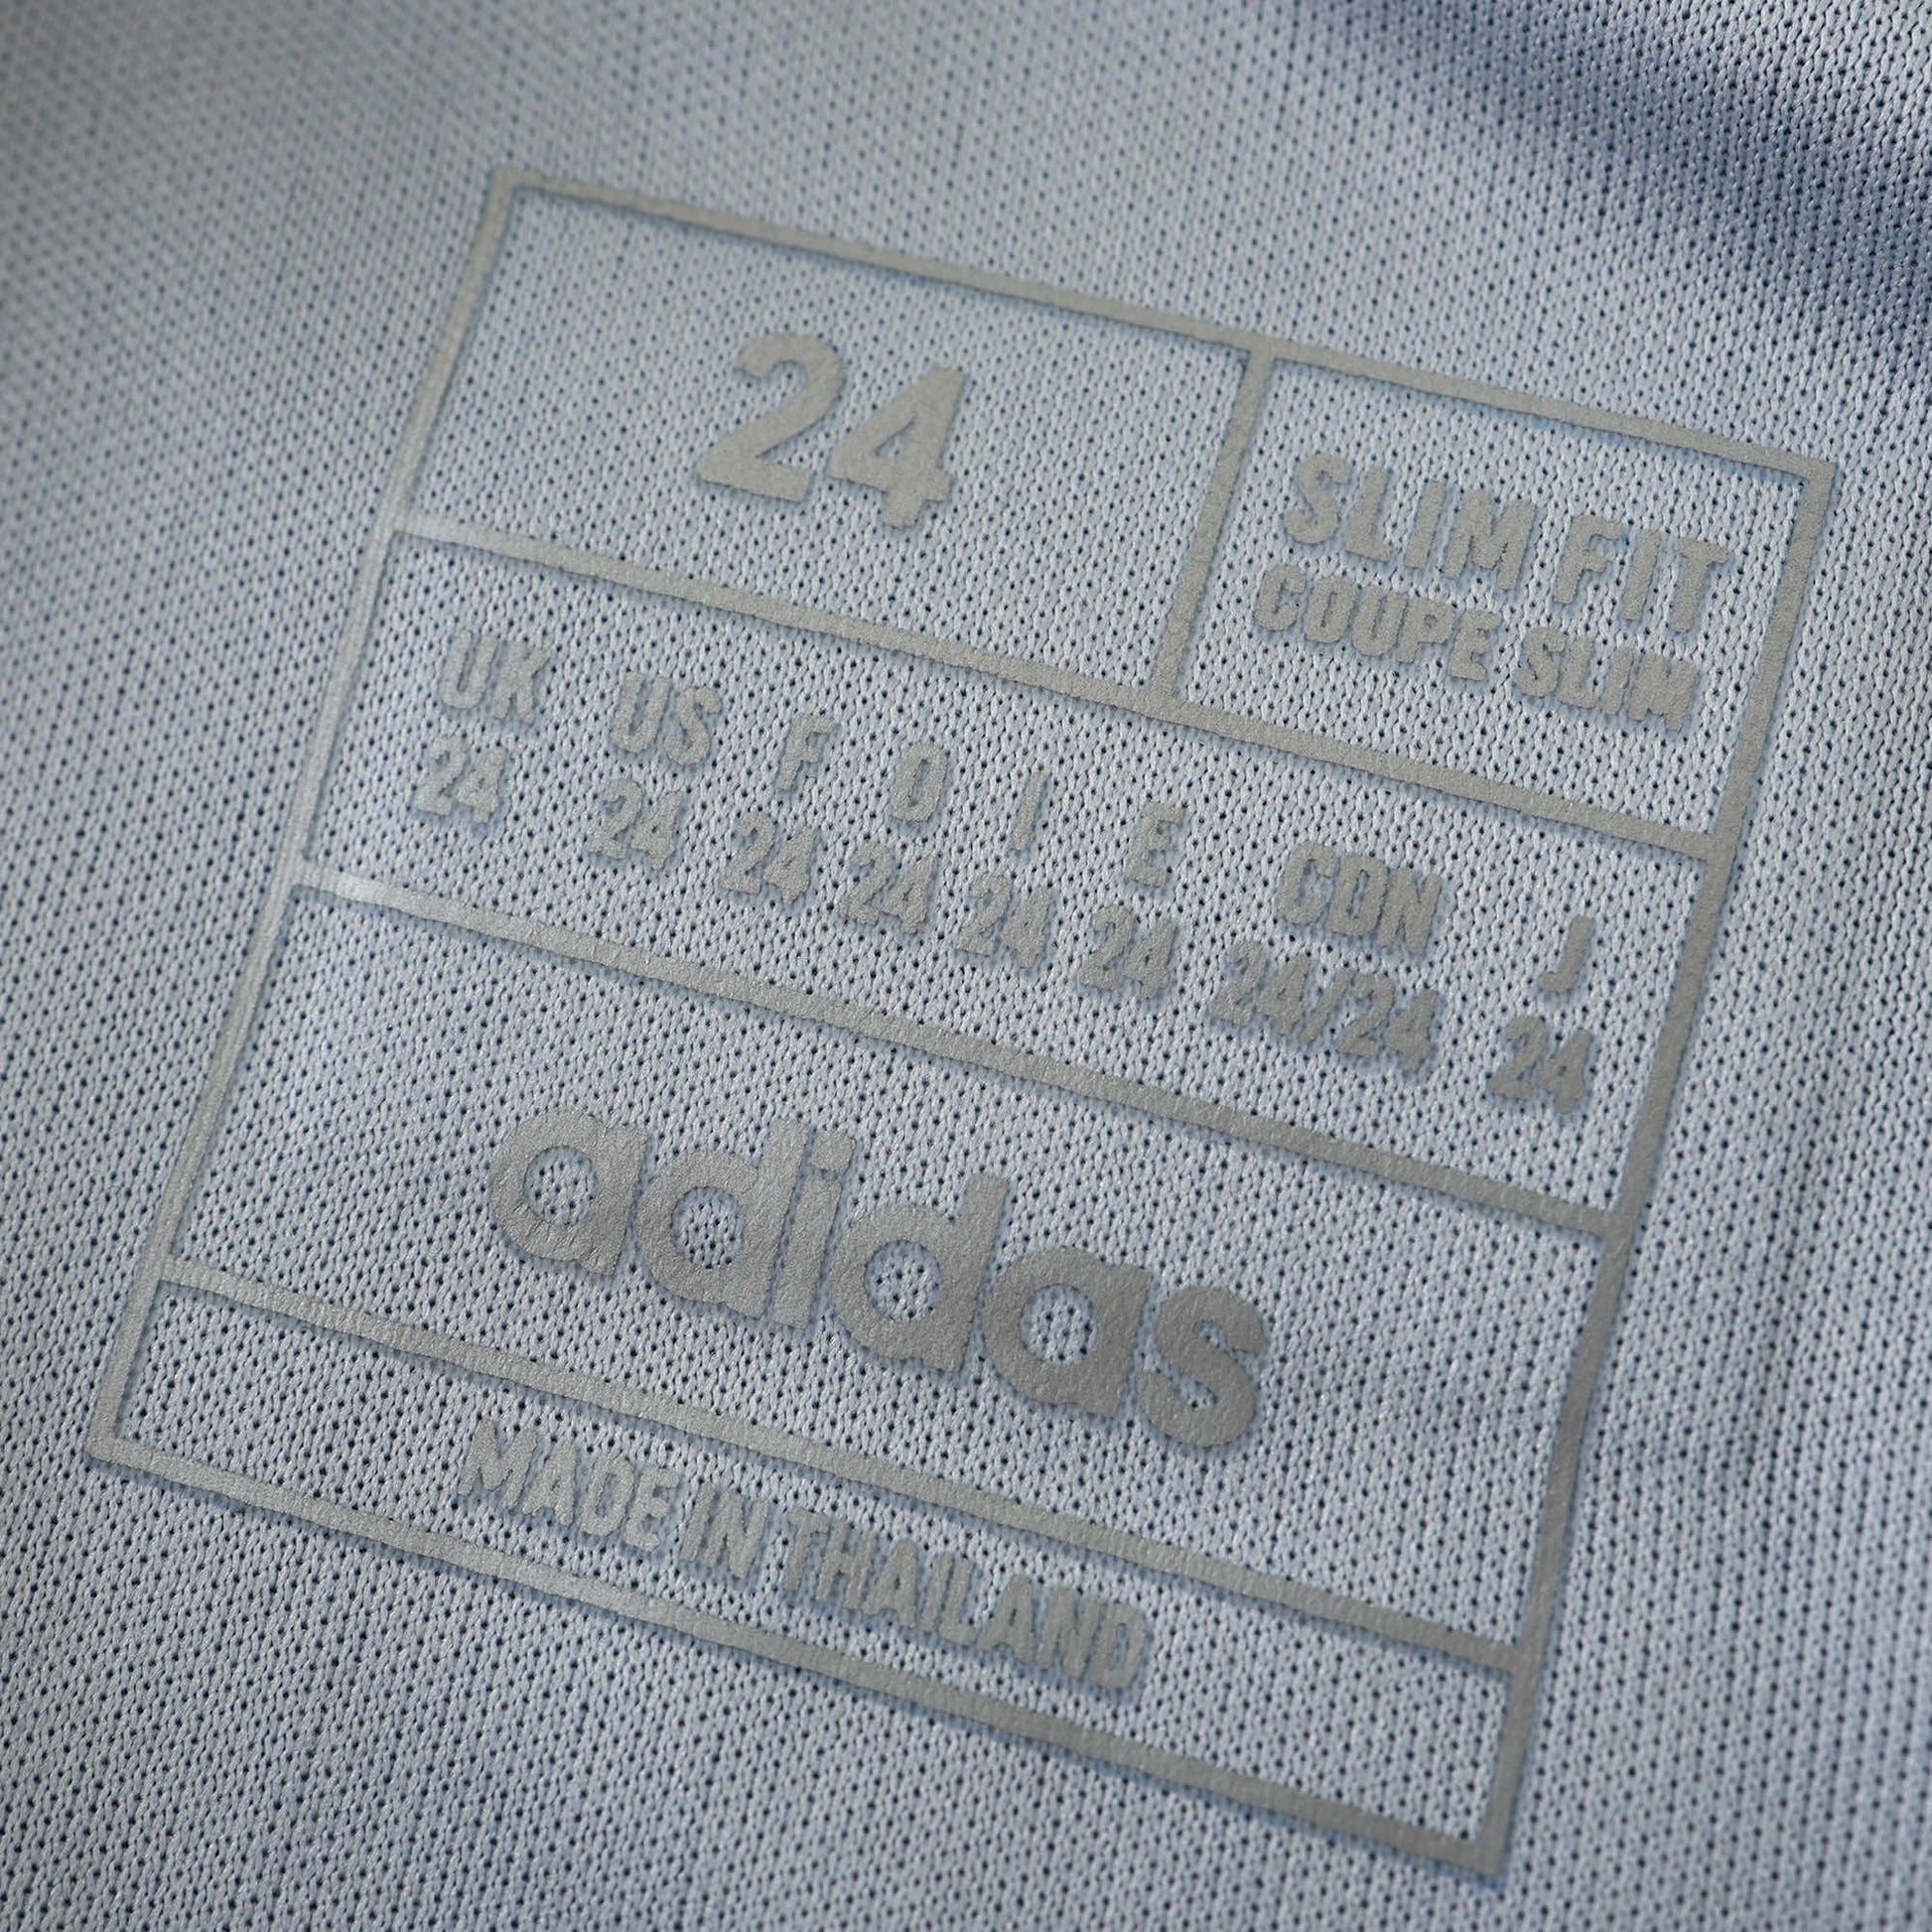 24
SLIM FIT
COUPE SLIM
UK US F D I E CDN J
24 24 24 24 24 24 24/24 24
adidas
MADE IN THAILAND